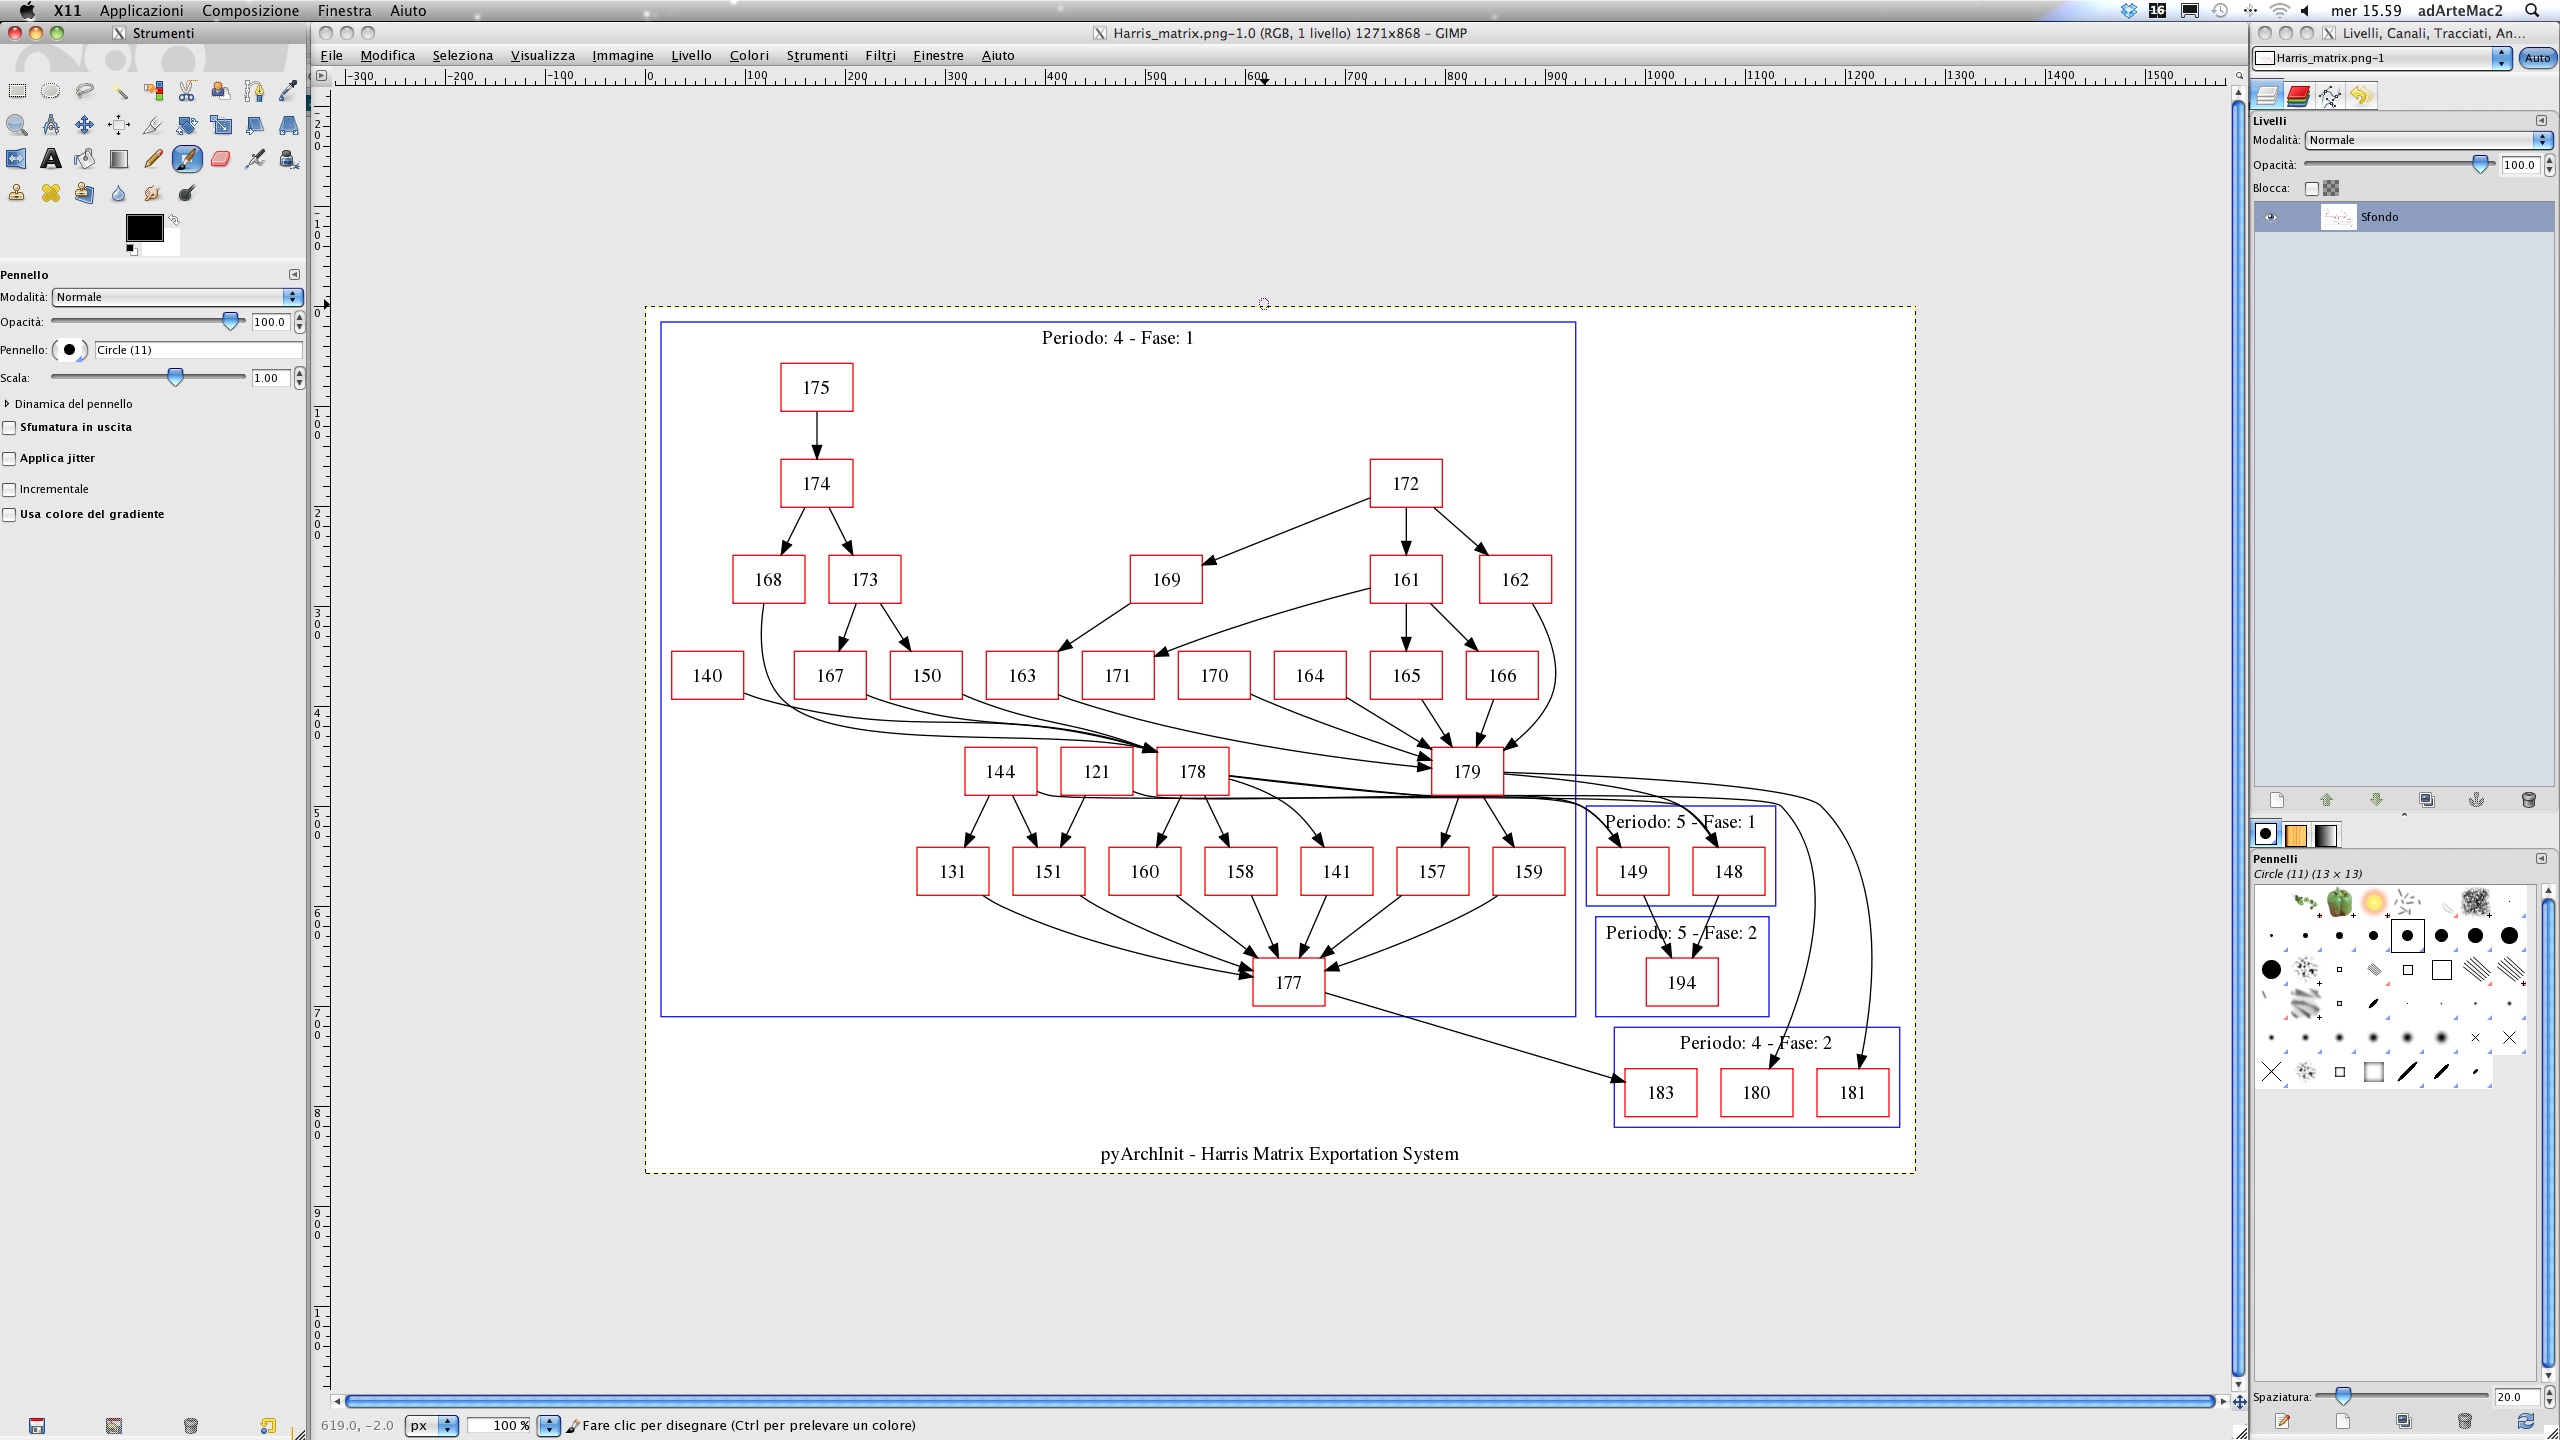 X11 Applicazioni Composizione Finestra Aiuto
16 mer 15.59 adArteMac2
Strumenti
Harris_matrix.png-1.0 (RGB, 1 livello) 1271x868 – GIMP
Livelli, Canali, Tracciati, An...
File Modifica Seleziona Visualizza Immagine Livello Colori Strumenti Filtri Finestre Aiuto
Harris_matrix.png-1 Auto
-300 -200 -100 0 100 200 300 400 500 600 700 800 900 1000 1100 1200 1300 1400 1500
Livelli
Modalità: Normale
Opacità: 100.0
Blocca:
Sfondo
Pennello
Modalità: Normale
Opacità: 100.0
Pennello: Circle (11)
Scala: 1.00
Dinamica del pennello
Sfumatura in uscita
Applica jitter
Incrementale
Usa colore del gradiente
Periodo: 4 - Fase: 1
175
174 172
168 173 169 161 162
140 167 150 163 171 170 164 165 166
144 121 178 179
Periodo: 5 - Fase: 1
131 151 160 158 141 157 159 149 148
Periodo: 5 - Fase: 2
177 194
Periodo: 4 - Fase: 2
183 180 181
pyArchInit - Harris Matrix Exportation System
Pennelli
Circle (11) (13 × 13)
Spaziatura: 20.0
619.0, -2.0 px 100 % Fare clic per disegnare (Ctrl per prelevare un colore)